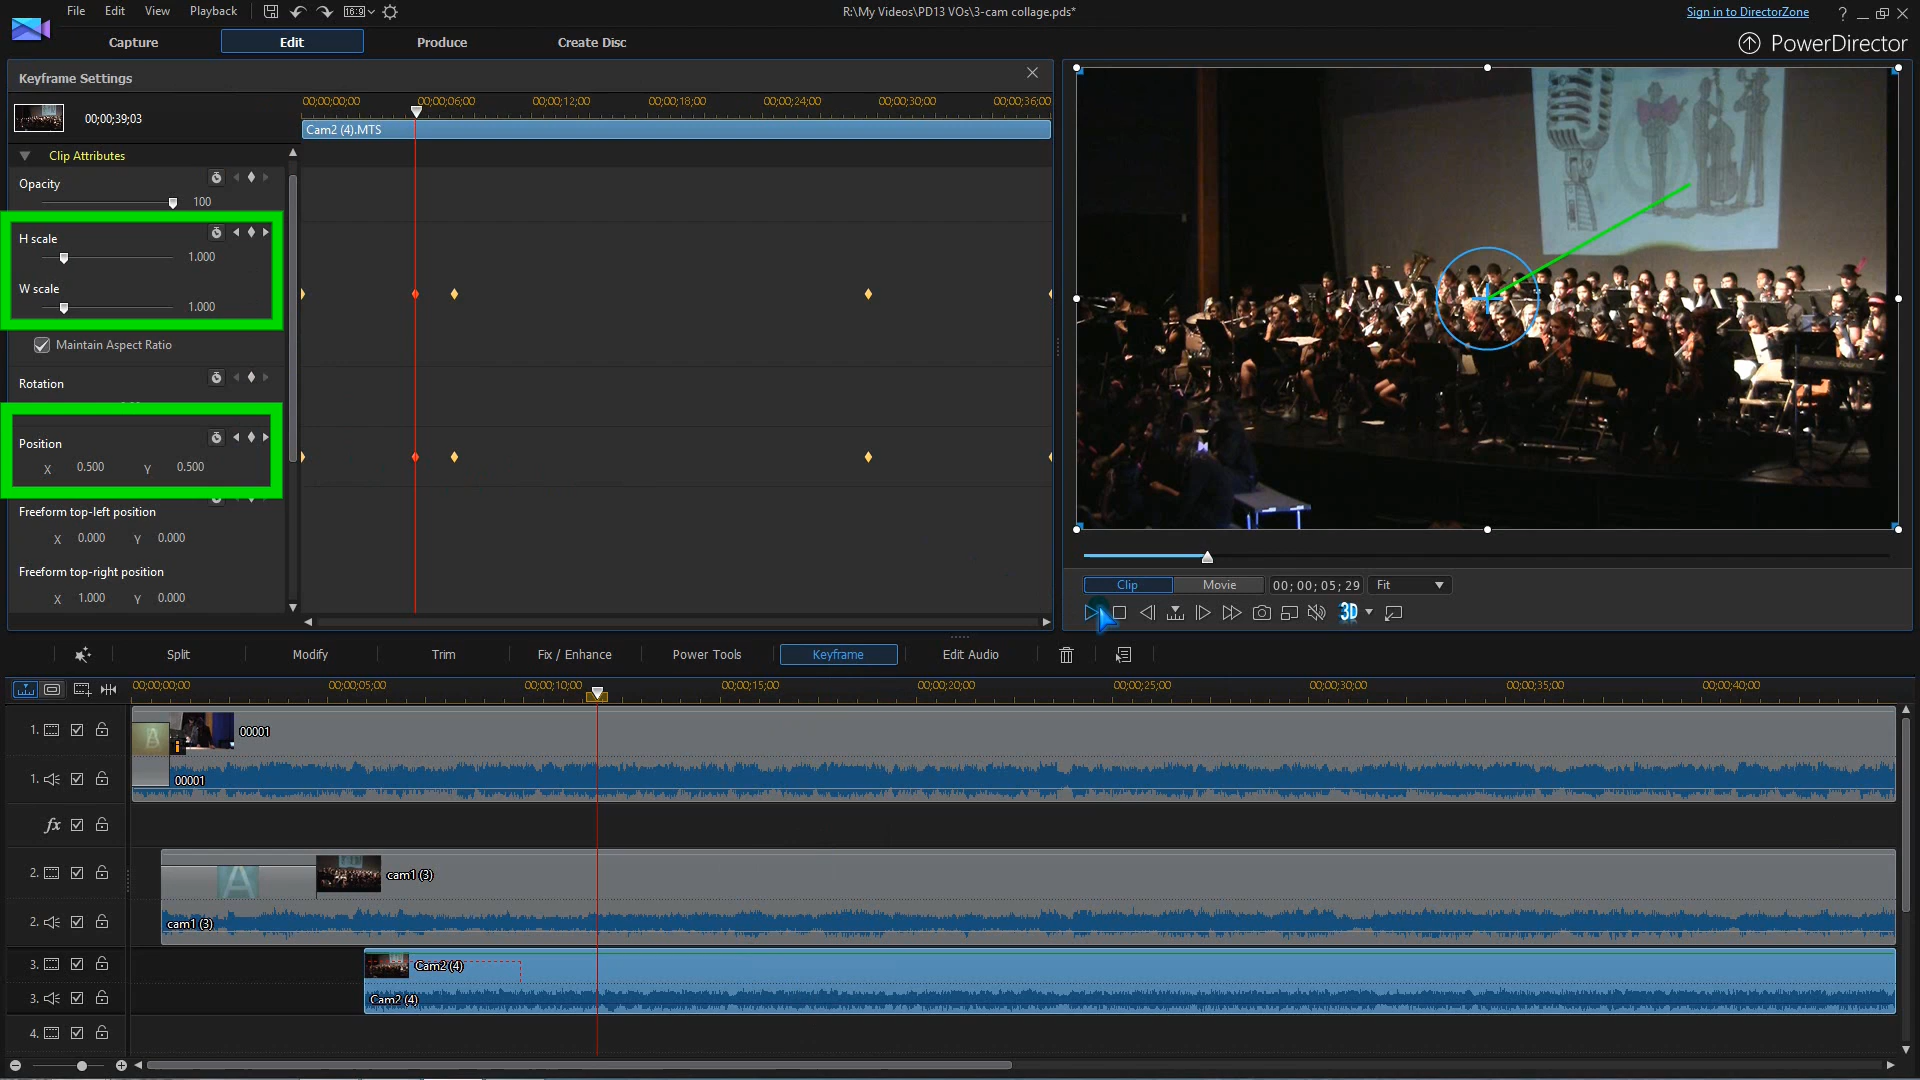 File Edit View Playback 16:9 R:\My Videos\PD13 VOs\3-cam collage.pds* Sign in to DirectorZone ?
Capture Edit Produce Create Disc PowerDirector
Keyframe Settings
00;00;39;03
00;00;00;00 00;00;06;00 00;00;12;00 00;00;18;00 00;00;24;00 00;00;30;00 00;00;36;00
Cam2 (4).MTS
Clip Attributes
Opacity
100
H scale
1.000
W scale
1.000
Maintain Aspect Ratio
Rotation
Position
X 0.500 Y 0.500
Freeform top-left position
X 0.000 Y 0.000
Freeform top-right position
X 1.000 Y 0.000
Clip Movie 00; 00; 05; 29 Fit
3D
Split Modify Trim Fix / Enhance Power Tools Keyframe Edit Audio
00;00;00;00 00;00;05;00 00;00;10;00 00;00;15;00 00;00;20;00 00;00;25;00 00;00;30;00 00;00;35;00 00;00;40;00
1. A i 00001
1. 00001
fx
2. A cam1 (3)
2. cam1 (3)
3. Cam2 (4)
3. Cam2 (4)
4.